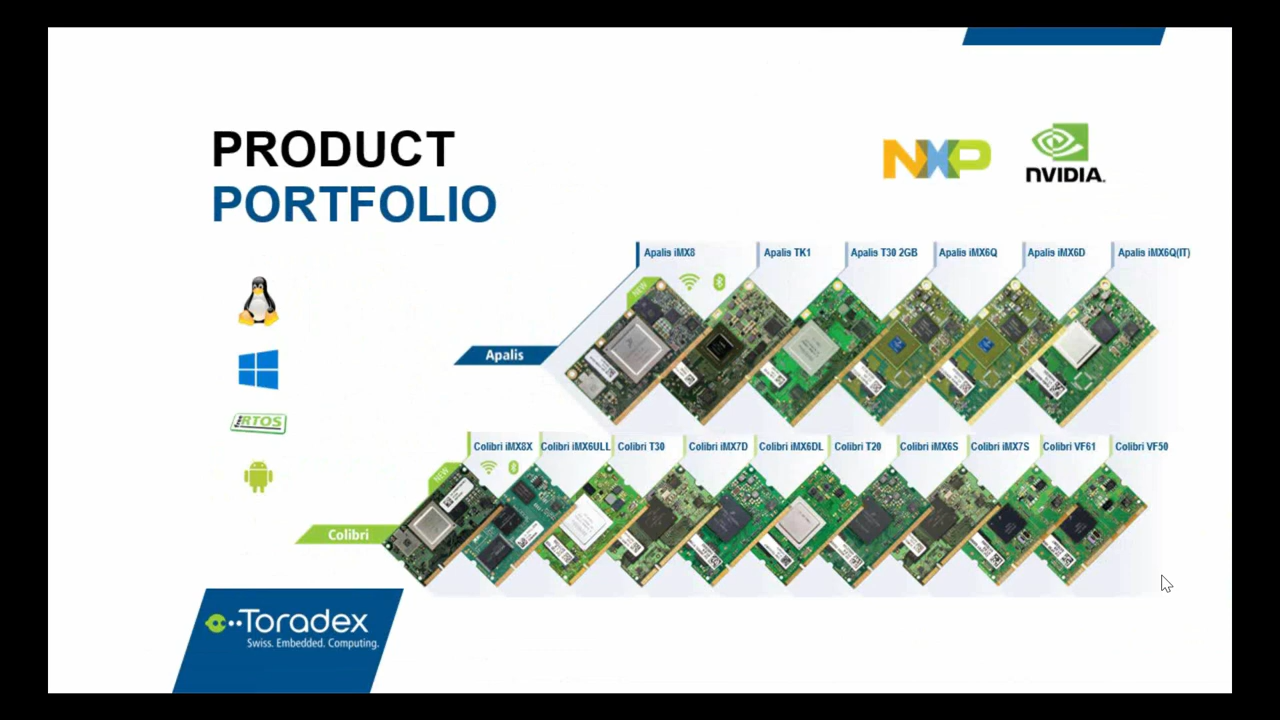 PRODUCT
PORTFOLIO
NXP
NVIDIA.
Apalis iMX8
Apalis TK1
Apalis T30 2GB
Apalis iMX6Q
Apalis iMX6D
Apalis iMX6Q(IT)
NEW
Apalis
RTOS
Colibri iMX8X
Colibri iMX6ULL
Colibri T30
Colibri iMX7D
Colibri iMX6DL
Colibri T20
Colibri iMX6S
Colibri iMX7S
Colibri VF61
Colibri VF50
NEW
Colibri
Toradex
Swiss. Embedded. Computing.